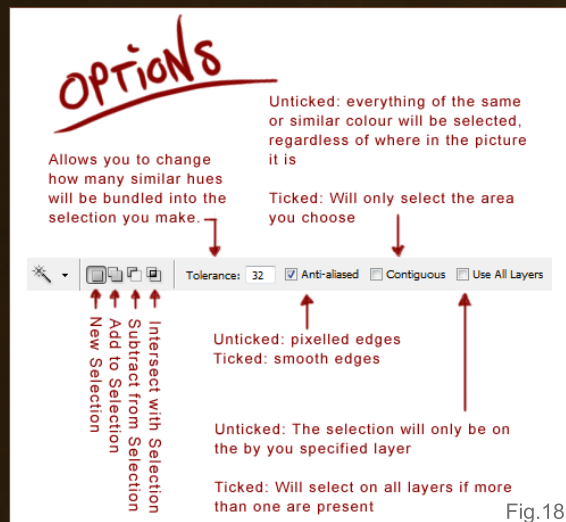 OPTIONS
Unticked: everything of the same
or similar colour will be selected,
regardless of where in the picture
it is
Ticked: Will only select the area
you choose
Allows you to change
how many similar hues
will be bundled into the
selection you make.
Tolerance: 32 Anti-aliased Contiguous Use All Layers
New Selection
Add to Selection
Subtract from Selection
Intersect with Selection
Unticked: pixelled edges
Ticked: smooth edges
Unticked: The selection will only be on
the by you specified layer
Ticked: Will select on all layers if more
than one are present
Fig.18